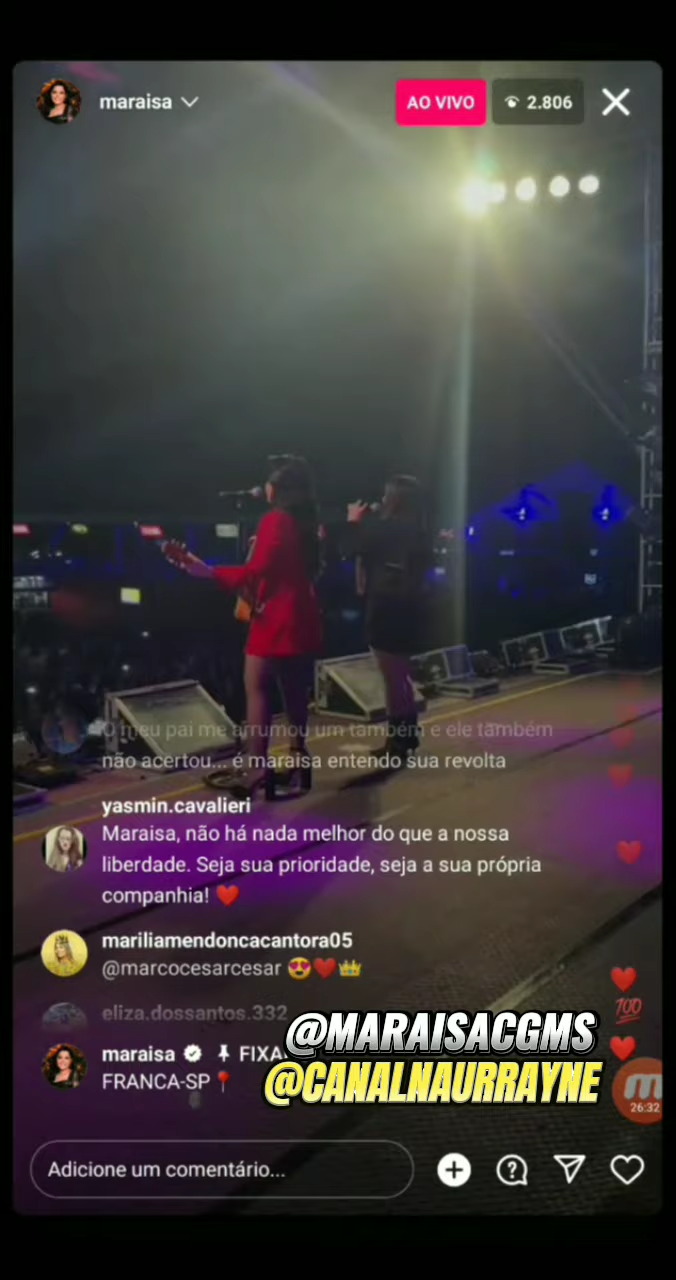 maraisa
AO VIVO
2.806
O meu pai me arrumou um também e ele também
não acertou... é maraisa entendo sua revolta
yasmin.cavalieri
Maraisa, não há nada melhor do que a nossa
liberdade. Seja sua prioridade, seja a sua própria
companhia!
mariliamendoncacantora05
@marcocesarcesar
eliza.dossantos.332
maraisa
FRANCA-SP
@MARAISACGMS
@CANALNAURRAYNE
26:32
Adicione um comentário...